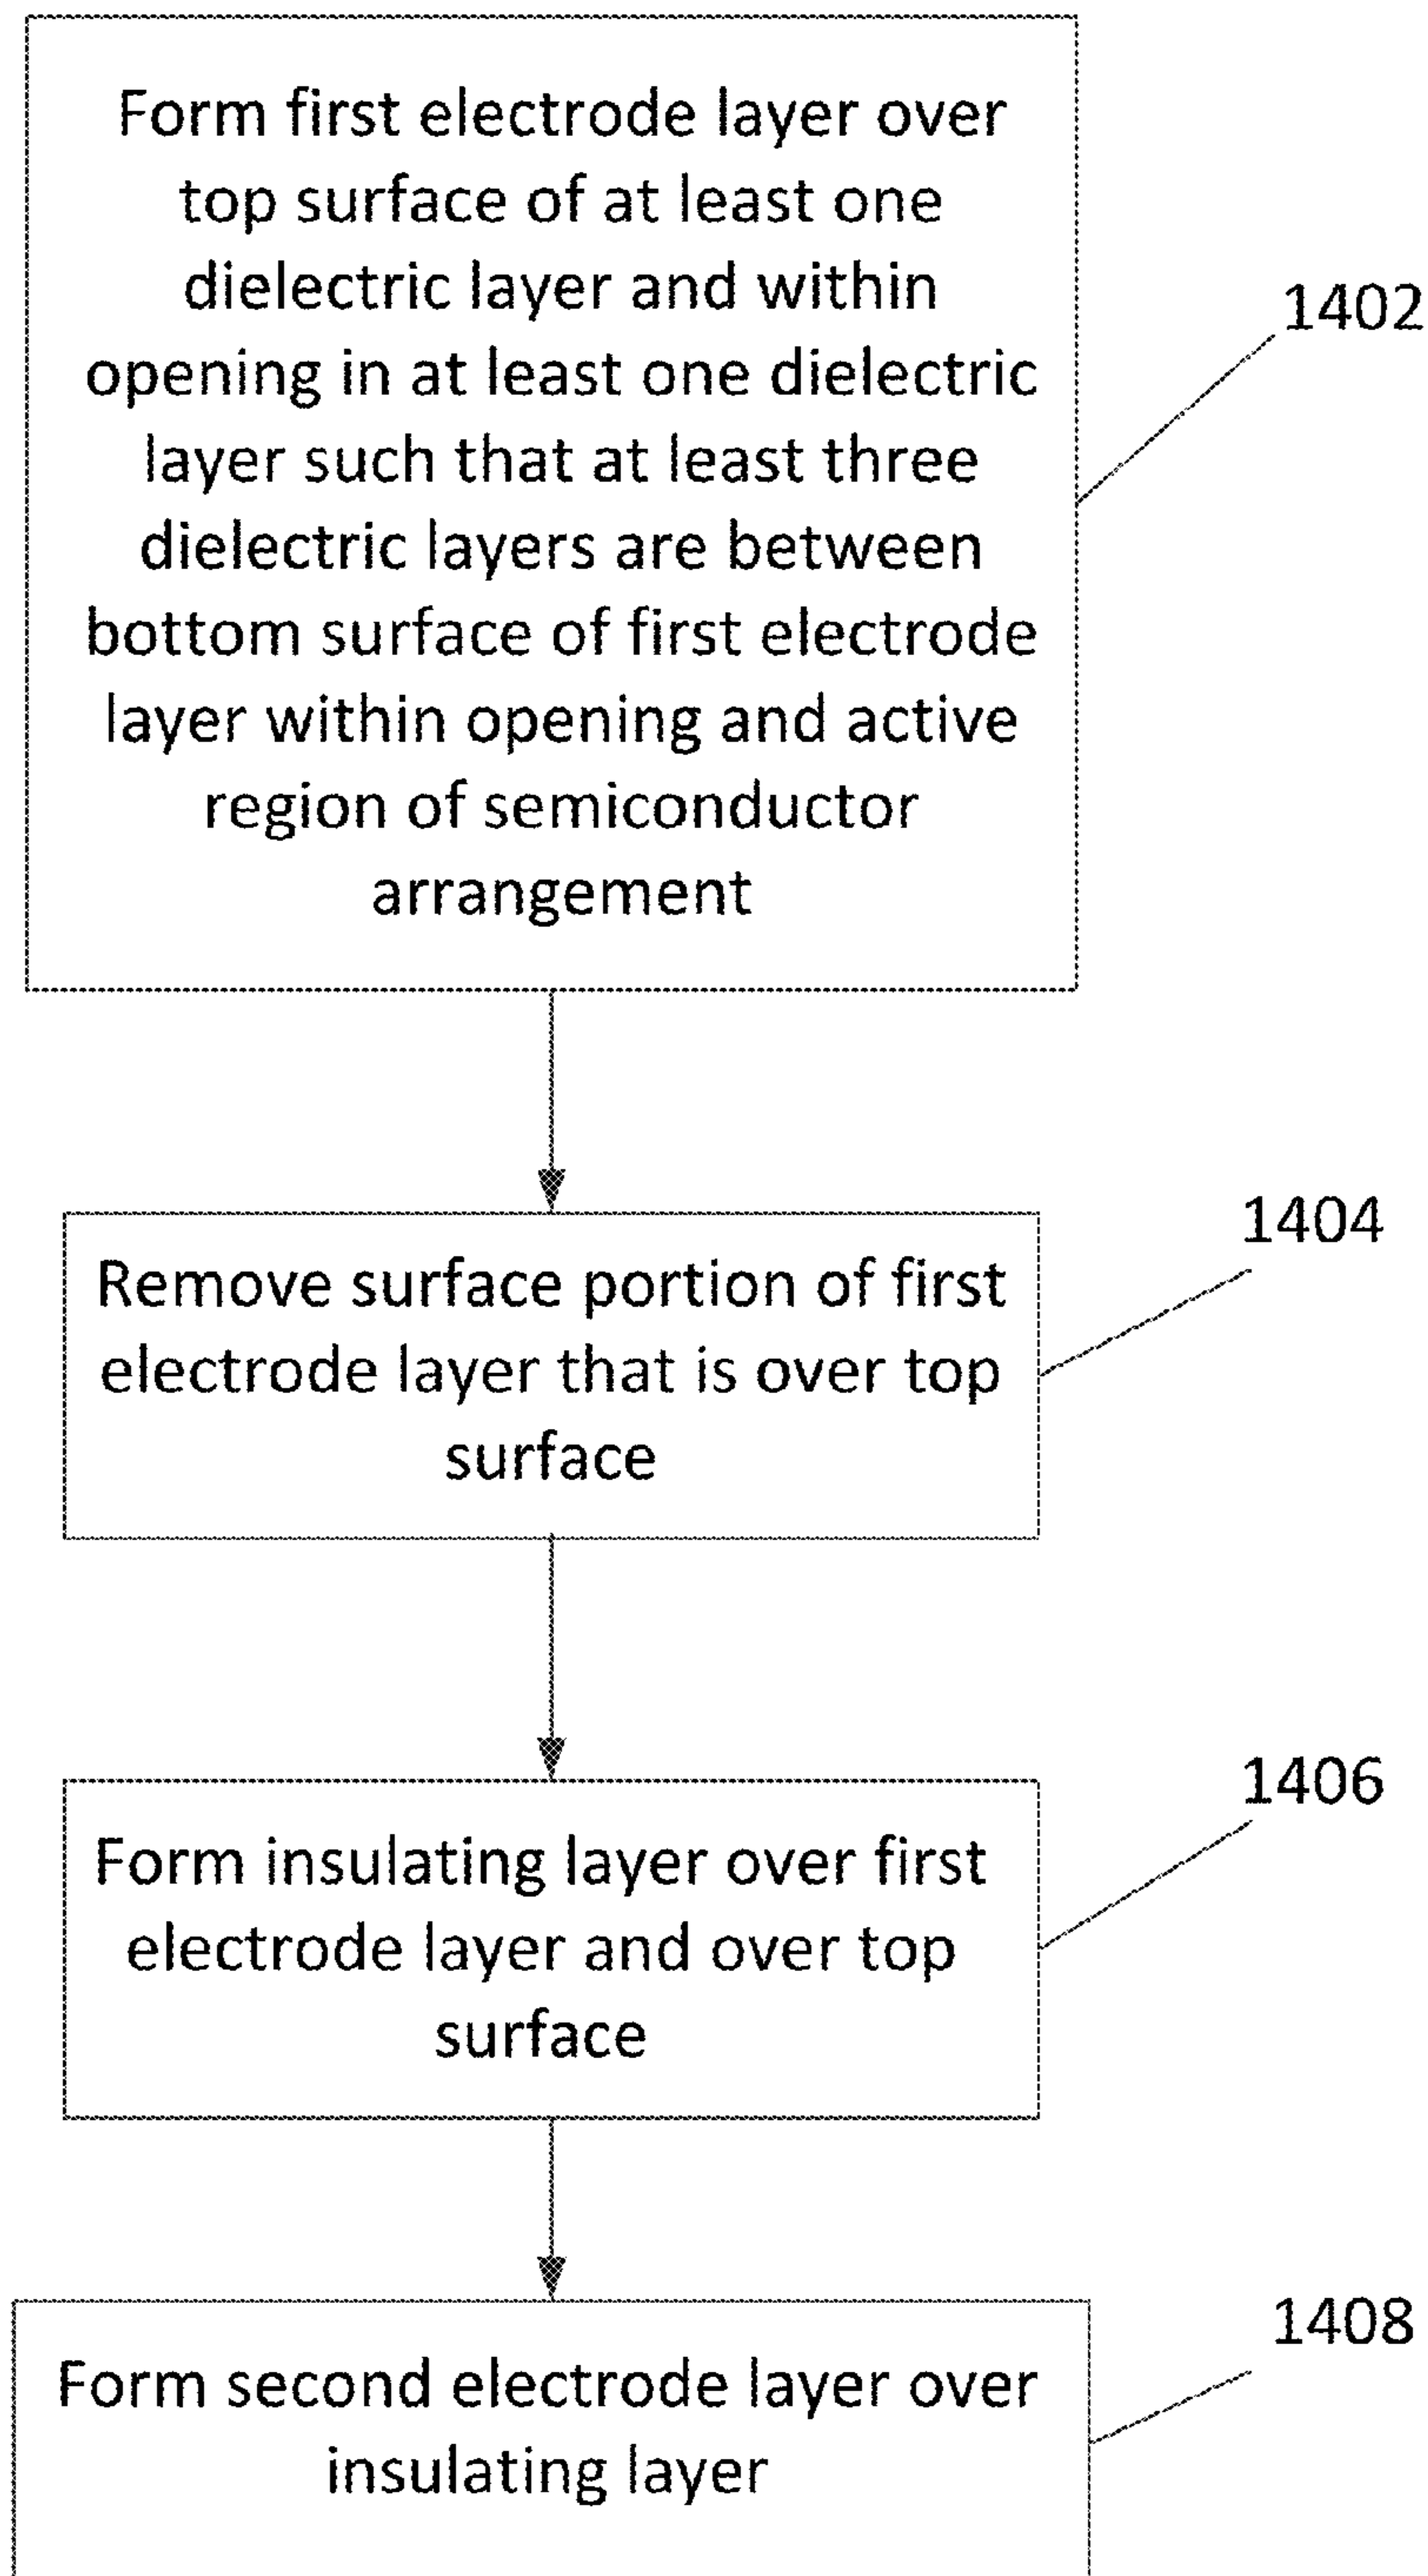 Form first electrode layer over
top surface of at least one
dielectric layer and within
opening in at least one dielectric
layer such that at least three
dielectric layers are between
bottom surface of first electrode
layer within opening and active
region of semiconductor
arrangement
1402
Remove surface portion of first
electrode layer that is over top
surface
1404
Form insulating layer over first
electrode layer and over top
surface
1406
Form second electrode layer over
insulating layer
1408